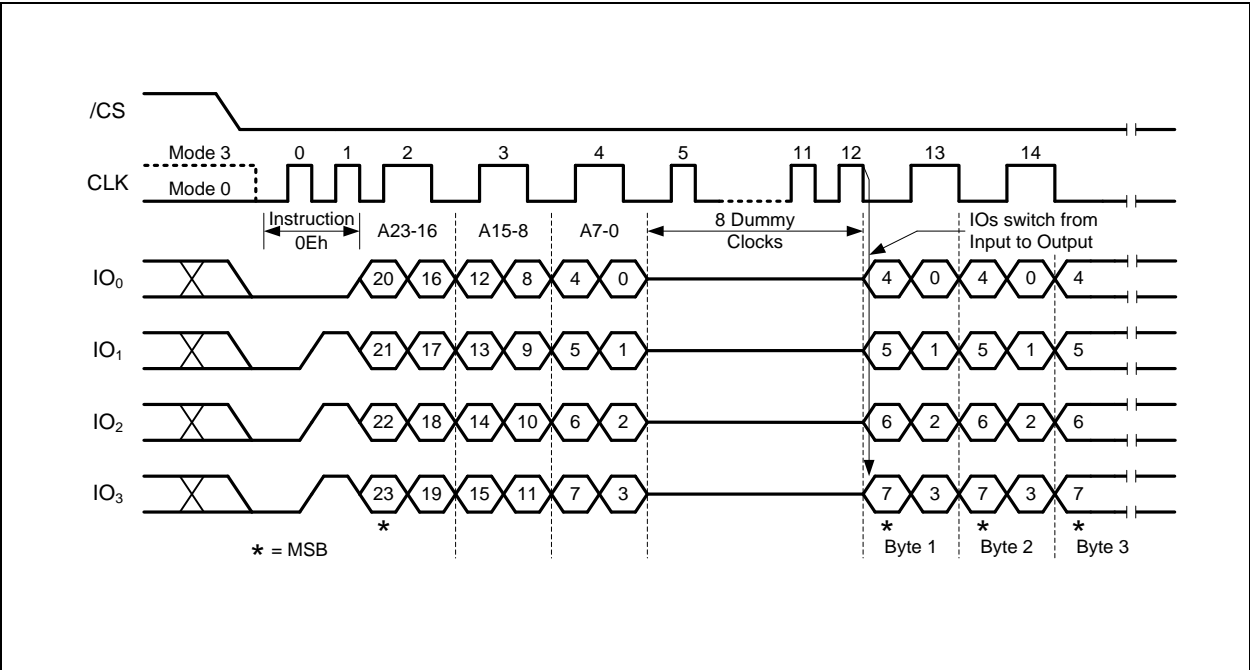 /CS
Mode 3 0 1 2 3 4 5 11 12 13 14
CLK Mode 0
Instruction 0Eh A23-16 A15-8 A7-0 8 Dummy Clocks IOs switch from Input to Output
IO₀ 20 16 12 8 4 0 4 0 4 0 4
IO₁ 21 17 13 9 5 1 5 1 5 1 5
IO₂ 22 18 14 10 6 2 6 2 6 2 6
IO₃ 23 19 15 11 7 3 7 3 7 3 7
* * * *
* = MSB Byte 1 Byte 2 Byte 3